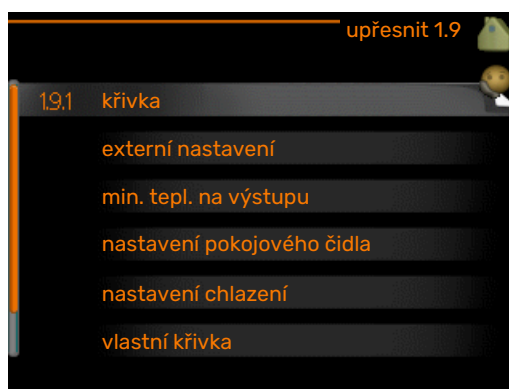 upřesnit 1.9
1.9.1 křivka
externí nastavení
min. tepl. na výstupu
nastavení pokojového čidla
nastavení chlazení
vlastní křivka